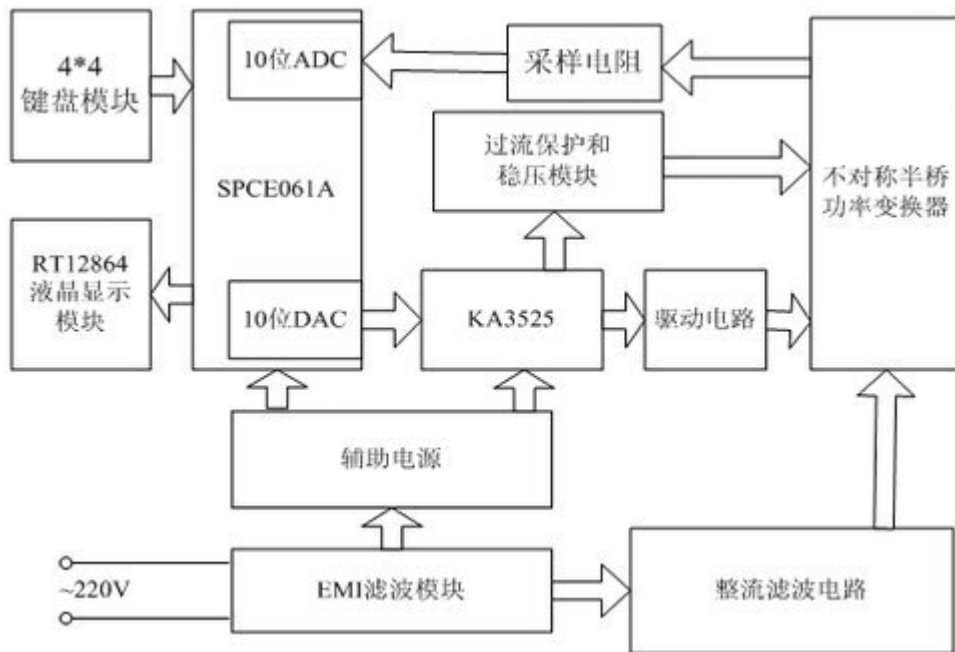 4*4
键盘模块
10位ADC
采样电阻
过流保护和
稳压模块
SPCE061A
不对称半桥
功率变换器
RT12864
液晶显示
模块
10位DAC
KA3525
驱动电路
辅助电源
~220V
EMI滤波模块
整流滤波电路